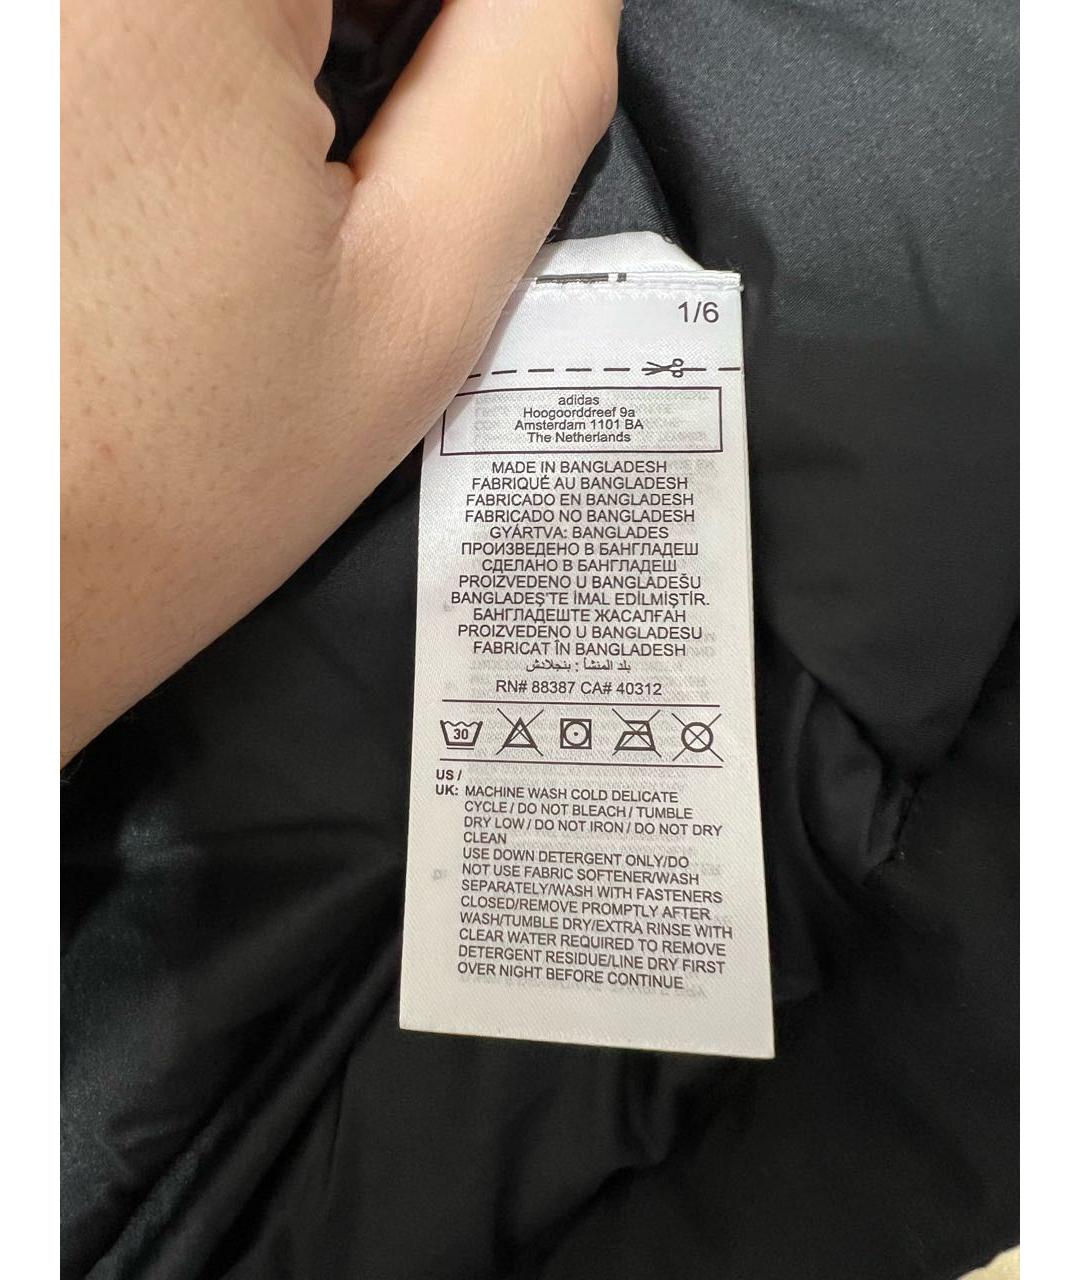 1/6
adidas
Hoogoorddreef 9a
Amsterdam 1101 BA
The Netherlands
MADE IN BANGLADESH
FABRIQUÉ AU BANGLADESH
FABRICADO EN BANGLADESH
FABRICADO NO BANGLADESH
GYÁRTVA: BANGLADES
ПРОИЗВЕДЕНО В БАНГЛАДЕШ
СДЕЛАНО В БАНГЛАДЕШ
PROIZVEDENO U BANGLADEŠU
BANGLADEŞ'TE İMAL EDİLMİŞTİR.
БАНГЛАДЕШТЕ ЖАСАЛҒАН
PROIZVEDENO U BANGLADESU
FABRICAT ÎN BANGLADESH
بلد المنشأ : بنجلادش
RN# 88387 CA# 40312
30
US /
UK: MACHINE WASH COLD DELICATE
CYCLE / DO NOT BLEACH / TUMBLE
DRY LOW / DO NOT IRON / DO NOT DRY
CLEAN
USE DOWN DETERGENT ONLY/DO
NOT USE FABRIC SOFTENER/WASH
SEPARATELY/WASH WITH FASTENERS
CLOSED/REMOVE PROMPTLY AFTER
WASH/TUMBLE DRY/EXTRA RINSE WITH
CLEAR WATER REQUIRED TO REMOVE
DETERGENT RESIDUE/LINE DRY FIRST
OVER NIGHT BEFORE CONTINUE